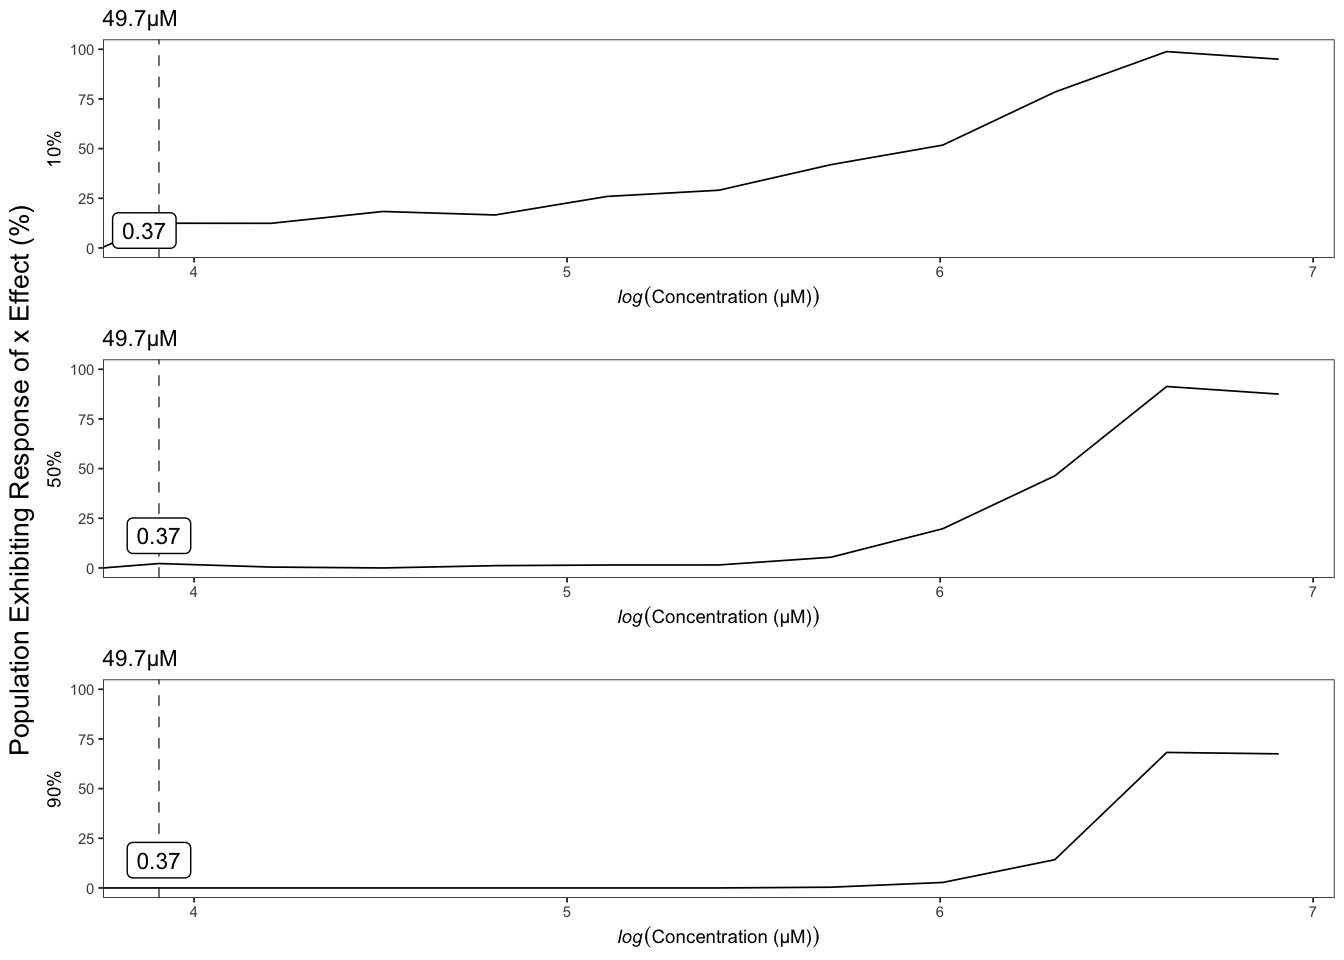 Population Exhibiting Response of x Effect (%)
49.7µM
10%
100
75
50
25
0
0.37
4 5 6 7
log(Concentration (µM))
49.7µM
50%
100
75
50
25
0
0.37
4 5 6 7
log(Concentration (µM))
49.7µM
90%
100
75
50
25
0
0.37
4 5 6 7
log(Concentration (µM))